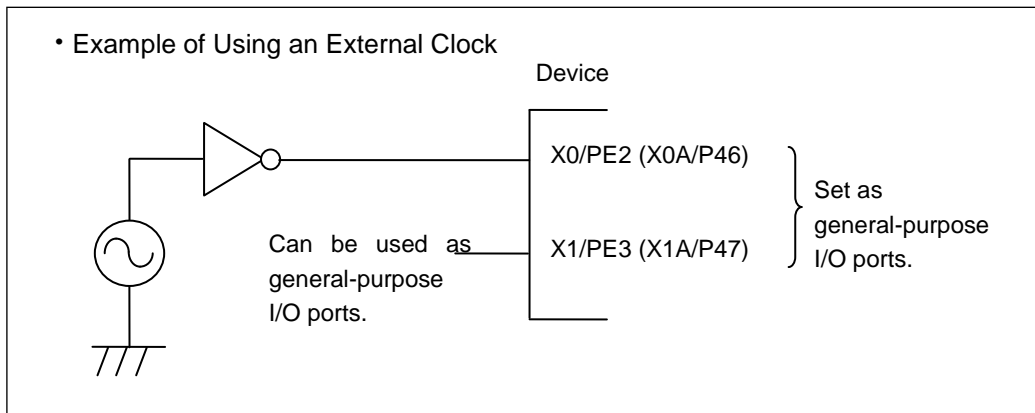 ・Example of Using an External Clock
Device
X0/PE2 (X0A/P46)
Set as
general-purpose
I/O ports.
Can be used as
general-purpose
I/O ports.
X1/PE3 (X1A/P47)